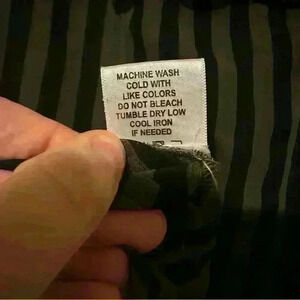 MACHINE WASH
COLD WITH
LIKE COLORS
DO NOT BLEACH
TUMBLE DRY LOW
COOL IRON
IF NEEDED